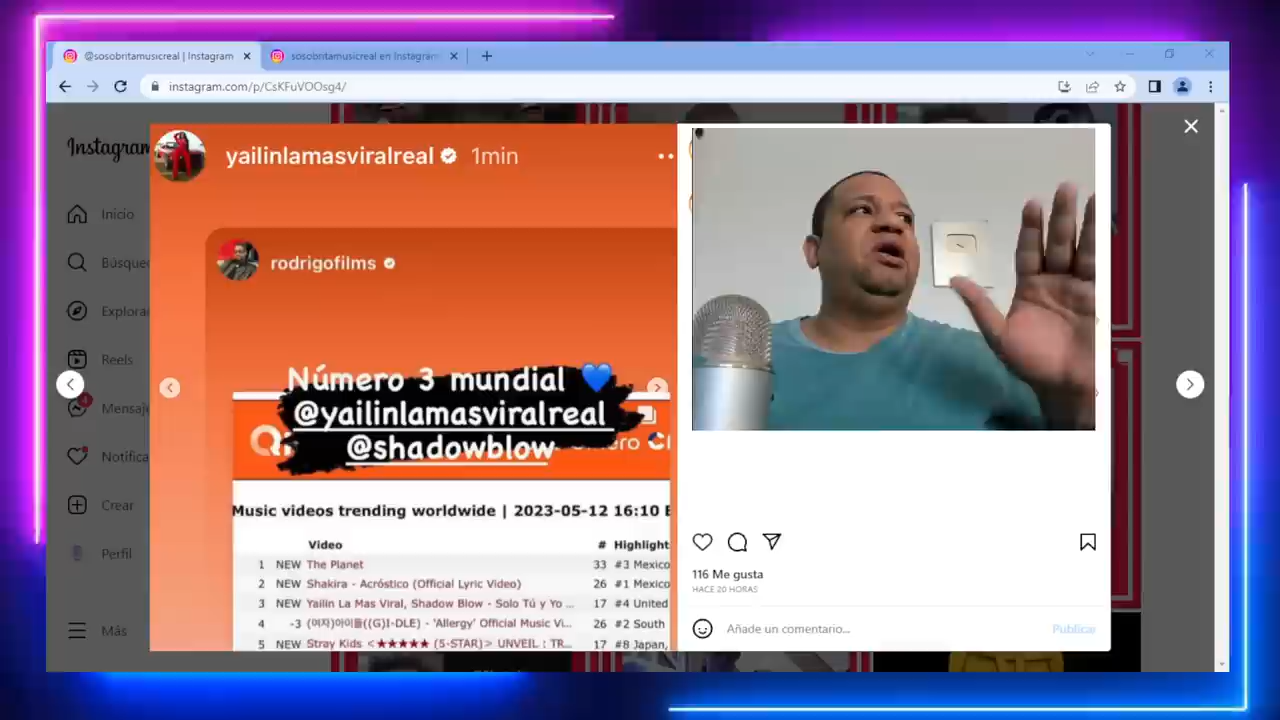 @sosobritamusicreal | Instagram
sosobritamusicreal en Instagram
instagram.com/p/CsKFuVOOsg4/
Instagram
Inicio
Explora
Reels
Mensaje
Notifica
Crear
Perfil
Más
yailinlamasviralreal 1min
rodrigofilms
Número 3 mundial 💙
@yailinlamasviralreal
@shadowblow
Music videos trending worldwide | 2023-05-12 16:10
Video # Highlight
1 NEW The Planet 33 #3 Mexico
2 NEW Shakira - Acróstico (Official Lyric Video) 26 #1 Mexico
3 NEW Yailin La Mas Viral, Shadow Blow - Solo Tú y Yo ... 17 #4 United
4 -3 (여자)아이들((G)I-DLE) - 'Allergy' Official Music Vi... 26 #2 South
5 NEW Stray Kids <★★★★★ (5-STAR)> UNVEIL : TR... 17 #8 Japan,
116 Me gusta
HACE 20 HORAS
Añade un comentario...
Publicar